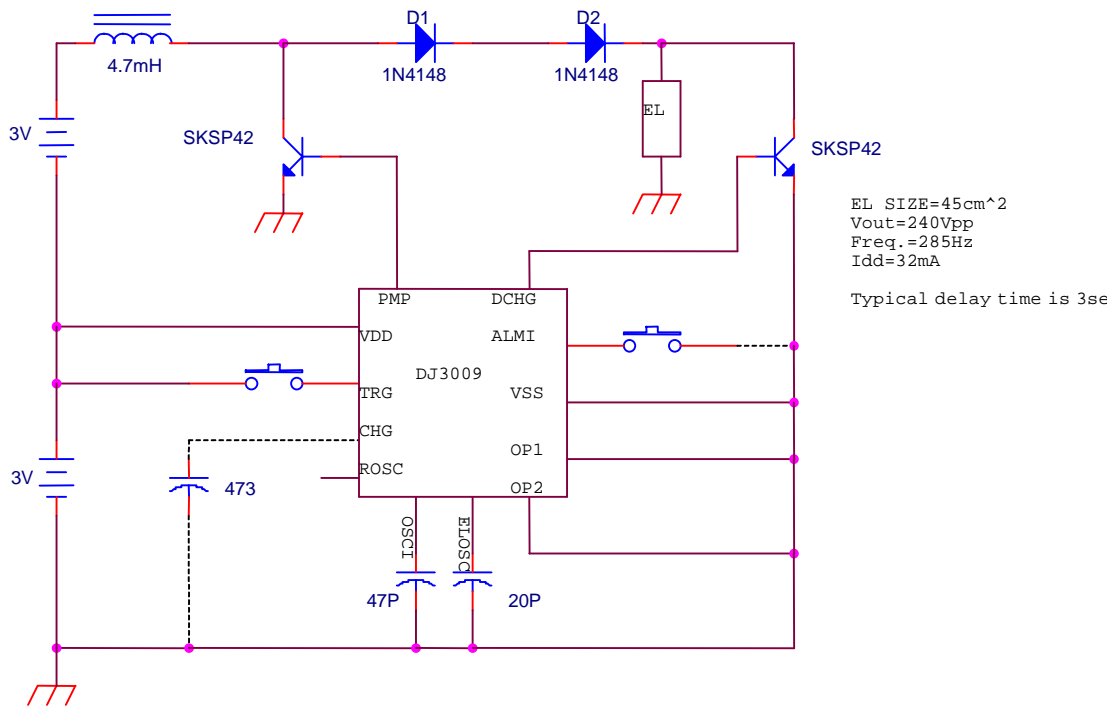 D1
D2
4.7mH
1N4148
1N4148
EL
3V
SKSP42
SKSP42
EL SIZE=45cm^2
Vout=240Vpp
Freq.=285Hz
Idd=32mA
Typical delay time is 3se
PMP
DCHG
VDD
ALMI
DJ3009
TRG
VSS
CHG
OP1
ROSC
3V
473
OP2
OSCI
ELOSC
47P
20P